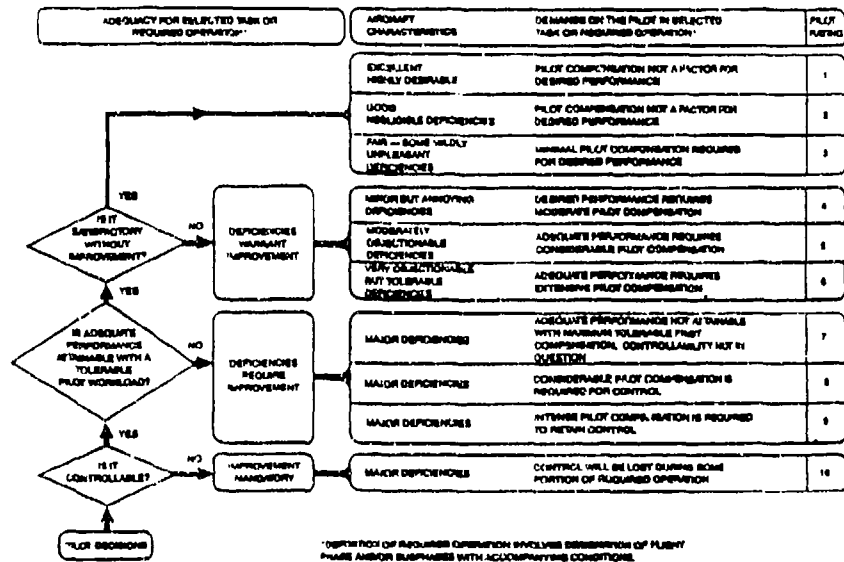 ADEQUACY FOR SELECTED TASK OR
REQUIRED OPERATION*
AIRCRAFT
CHARACTERISTICS
DEMANDS ON THE PILOT IN SELECTED
TASK OR REQUIRED OPERATION*
PILOT
RATING
EXCELLENT
HIGHLY DESIRABLE
PILOT COMPENSATION NOT A FACTOR FOR
DESIRED PERFORMANCE
1
GOOD
NEGLIGIBLE DEFICIENCIES
PILOT COMPENSATION NOT A FACTOR FOR
DESIRED PERFORMANCE
2
FAIR — SOME MILDLY
UNPLEASANT
DEFICIENCIES
MINIMAL PILOT COMPENSATION REQUIRED
FOR DESIRED PERFORMANCE
3
YES
IS IT
SATISFACTORY
WITHOUT
IMPROVEMENT?
NO
DEFICIENCIES
WARRANT
IMPROVEMENT
MINOR BUT ANNOYING
DEFICIENCIES
DESIRED PERFORMANCE REQUIRES
MODERATE PILOT COMPENSATION
4
MODERATELY
OBJECTIONABLE
DEFICIENCIES
ADEQUATE PERFORMANCE REQUIRES
CONSIDERABLE PILOT COMPENSATION
5
VERY OBJECTIONABLE
BUT TOLERABLE
DEFICIENCIES
ADEQUATE PERFORMANCE REQUIRES
EXTENSIVE PILOT COMPENSATION
6
YES
IS ADEQUATE
PERFORMANCE
ATTAINABLE WITH A
TOLERABLE
PILOT WORKLOAD?
NO
DEFICIENCIES
REQUIRE
IMPROVEMENT
MAJOR DEFICIENCIES
ADEQUATE PERFORMANCE NOT ATTAINABLE
WITH MAXIMUM TOLERABLE PILOT
COMPENSATION. CONTROLLABILITY NOT IN
QUESTION
7
MAJOR DEFICIENCIES
CONSIDERABLE PILOT COMPENSATION IS
REQUIRED FOR CONTROL
8
MAJOR DEFICIENCIES
INTENSE PILOT COMPENSATION IS REQUIRED
TO RETAIN CONTROL
9
YES
IS IT
CONTROLLABLE?
NO
IMPROVEMENT
MANDATORY
MAJOR DEFICIENCIES
CONTROL WILL BE LOST DURING SOME
PORTION OF REQUIRED OPERATION
10
PILOT DECISIONS
*DEFINITION OF REQUIRED OPERATION INVOLVES DESIGNATION OF FLIGHT
PHASE AND/OR SUBPHASES WITH ACCOMPANYING CONDITIONS.